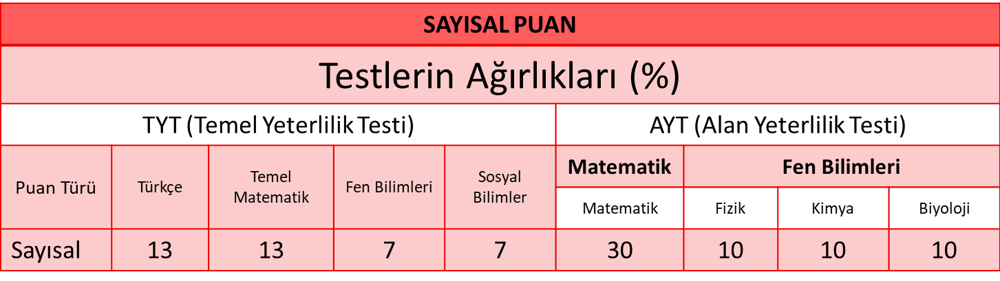 SAYISAL PUAN
Testlerin Ağırlıkları (%)
TYT (Temel Yeterlilik Testi)
AYT (Alan Yeterlilik Testi)
Puan Türü
Türkçe
Temel
Matematik
Fen Bilimleri
Sosyal
Bilimler
Matematik
Fen Bilimleri
Matematik
Fizik
Kimya
Biyoloji
Sayısal
13
13
7
7
30
10
10
10